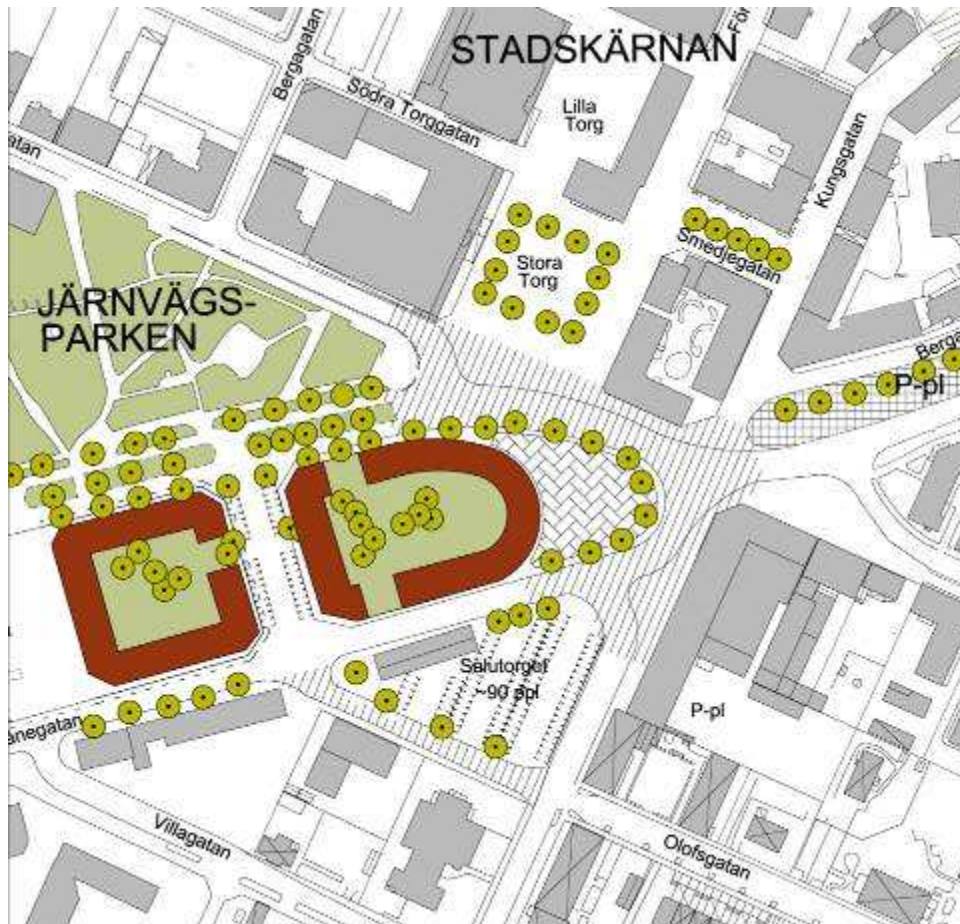 STADSKÄRNAN
Bergagatan
Södra Torggatan
Lilla
Torg
Kungsgatan
Smedjegatan
Stora
Torg
JÄRNVÄGS-
PARKEN
P-pl
Salutorget
~90 ppl
P-pl
Villagatan
Olofsgatan